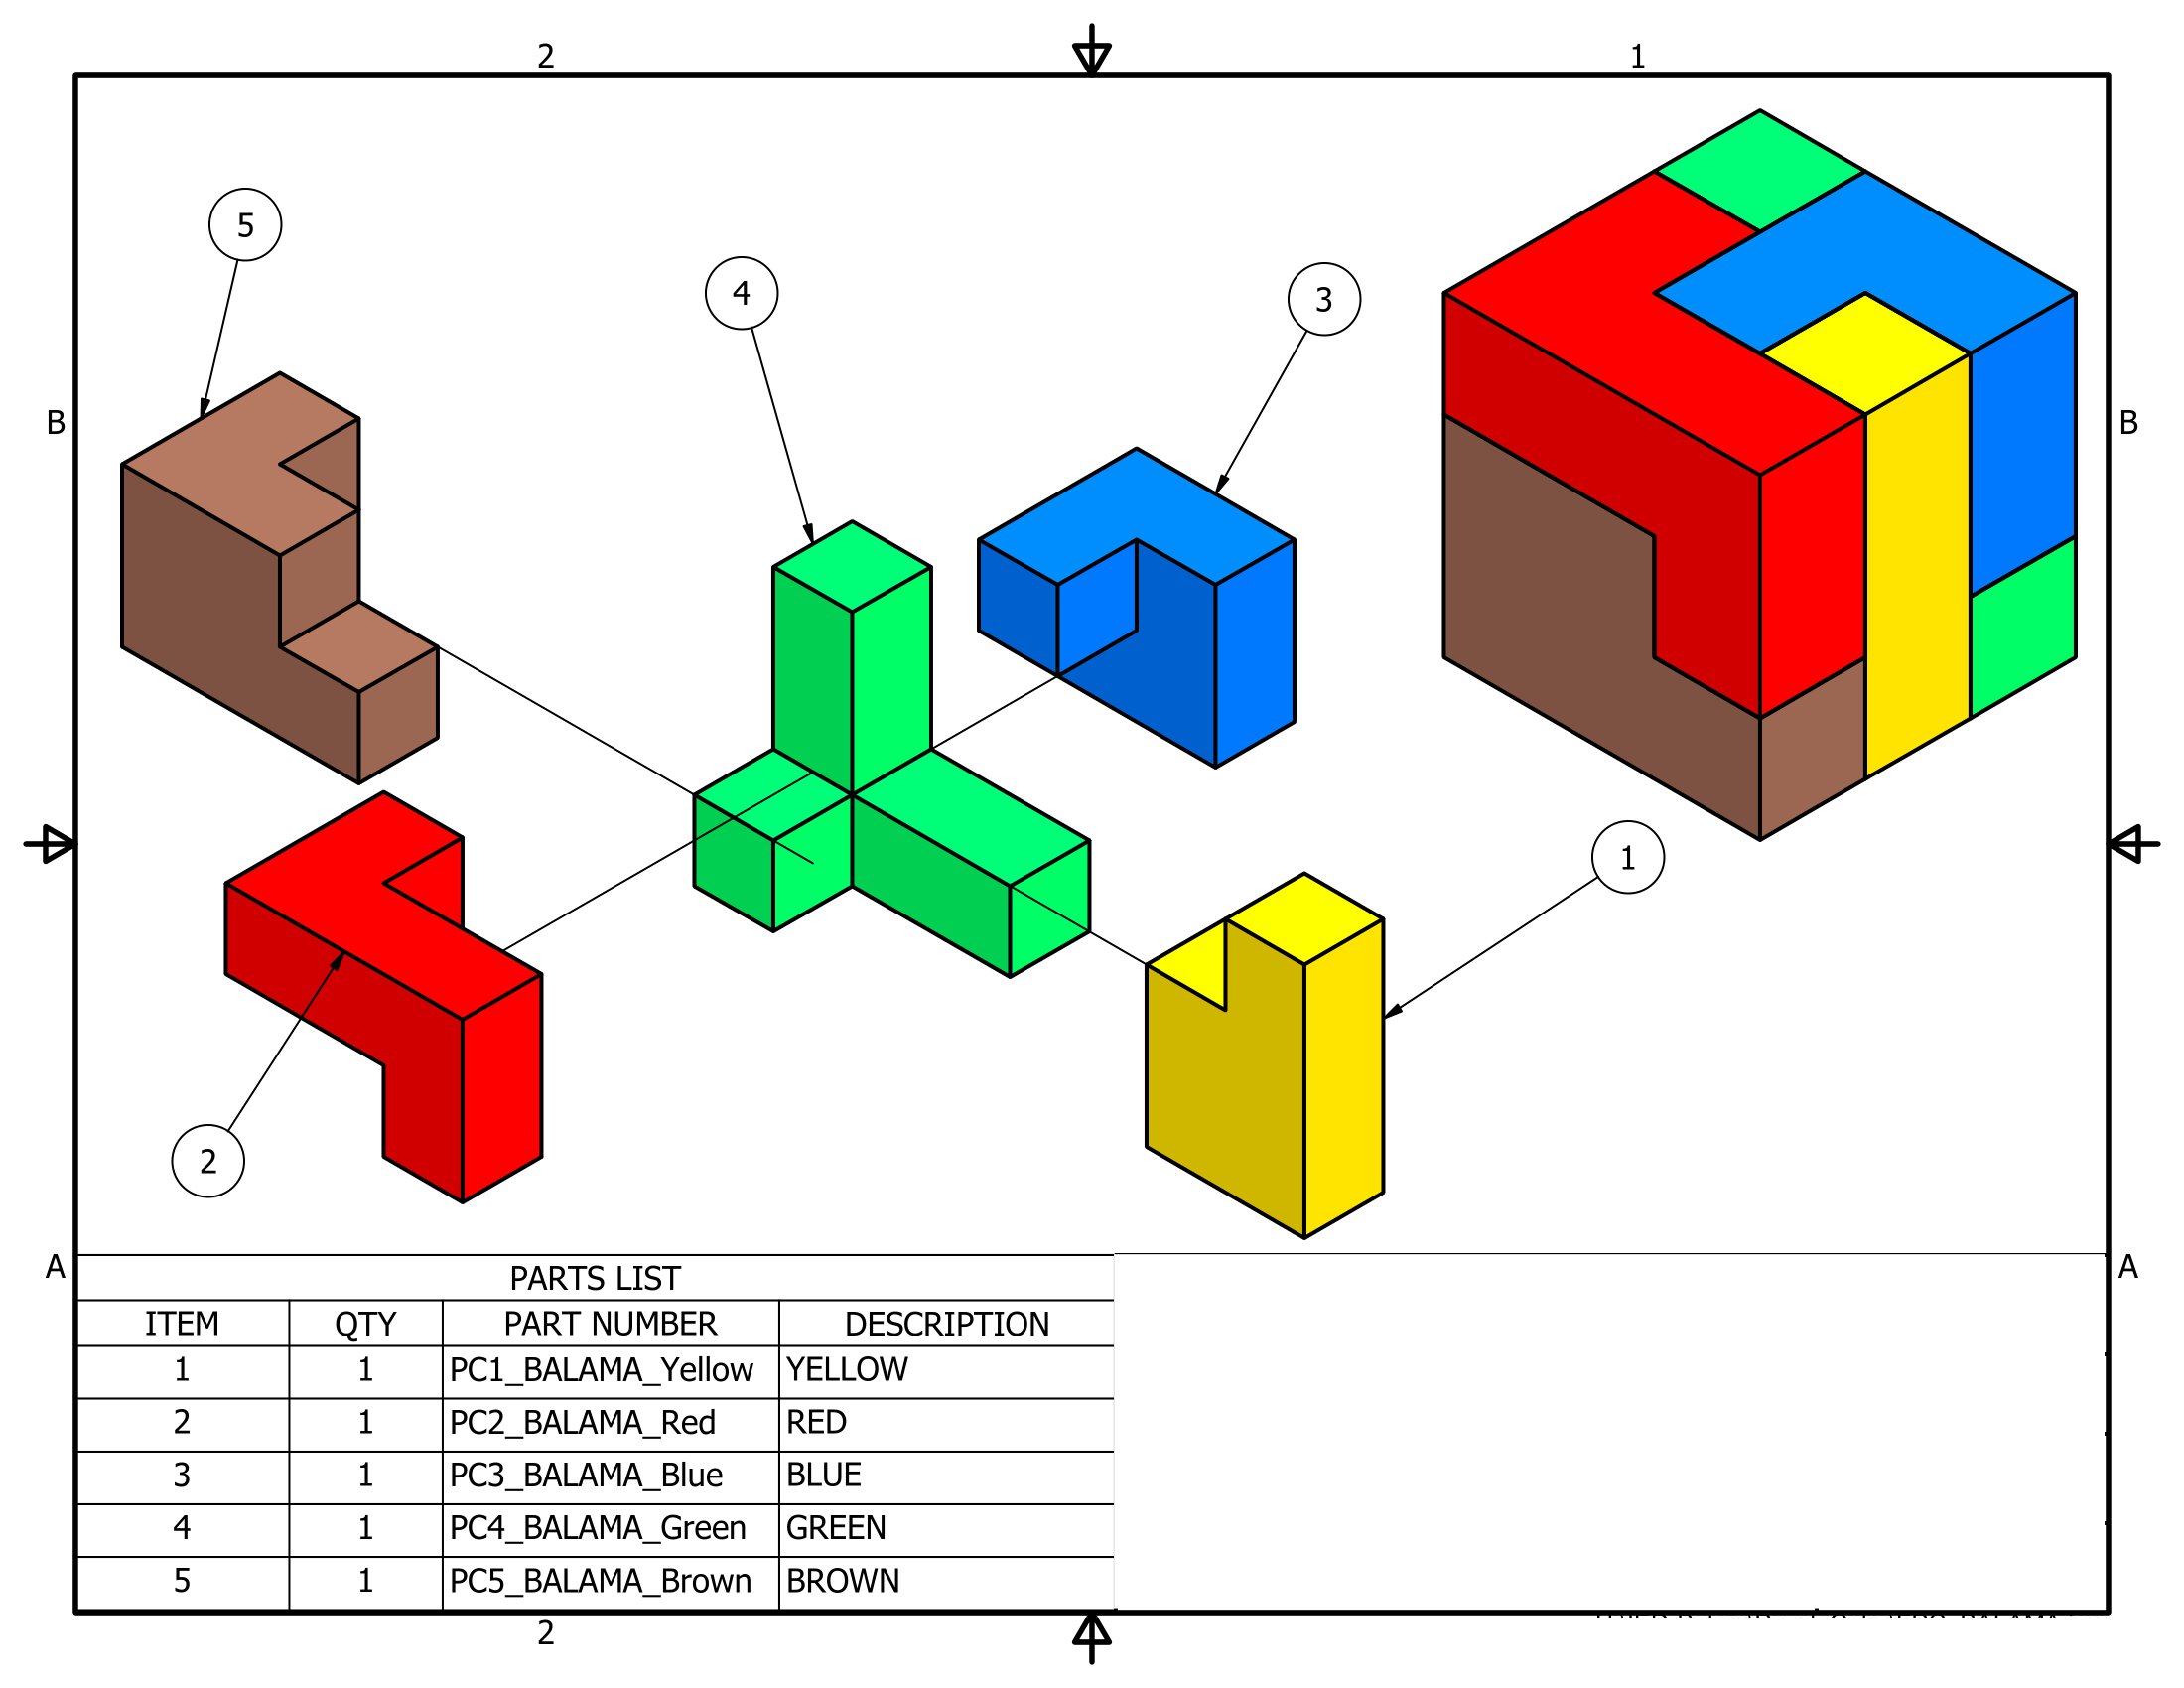 2 1
5
4
3
B B
1
2
A A
PARTS LIST
ITEM QTY PART NUMBER DESCRIPTION
1 1 PC1_BALAMA_Yellow YELLOW
2 1 PC2_BALAMA_Red RED
3 1 PC3_BALAMA_Blue BLUE
4 1 PC4_BALAMA_Green GREEN
5 1 PC5_BALAMA_Brown BROWN
2